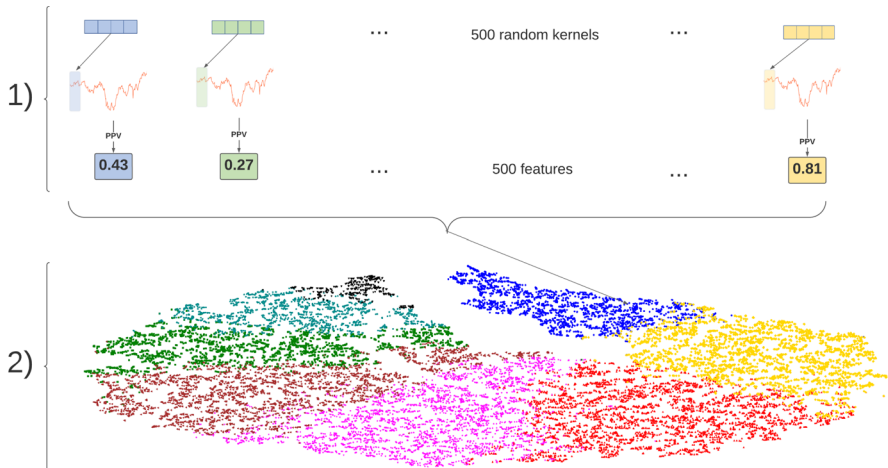 1)
... 500 random kernels ...
PPV PPV PPV
0.43 0.27 ... 500 features ... 0.81
2)